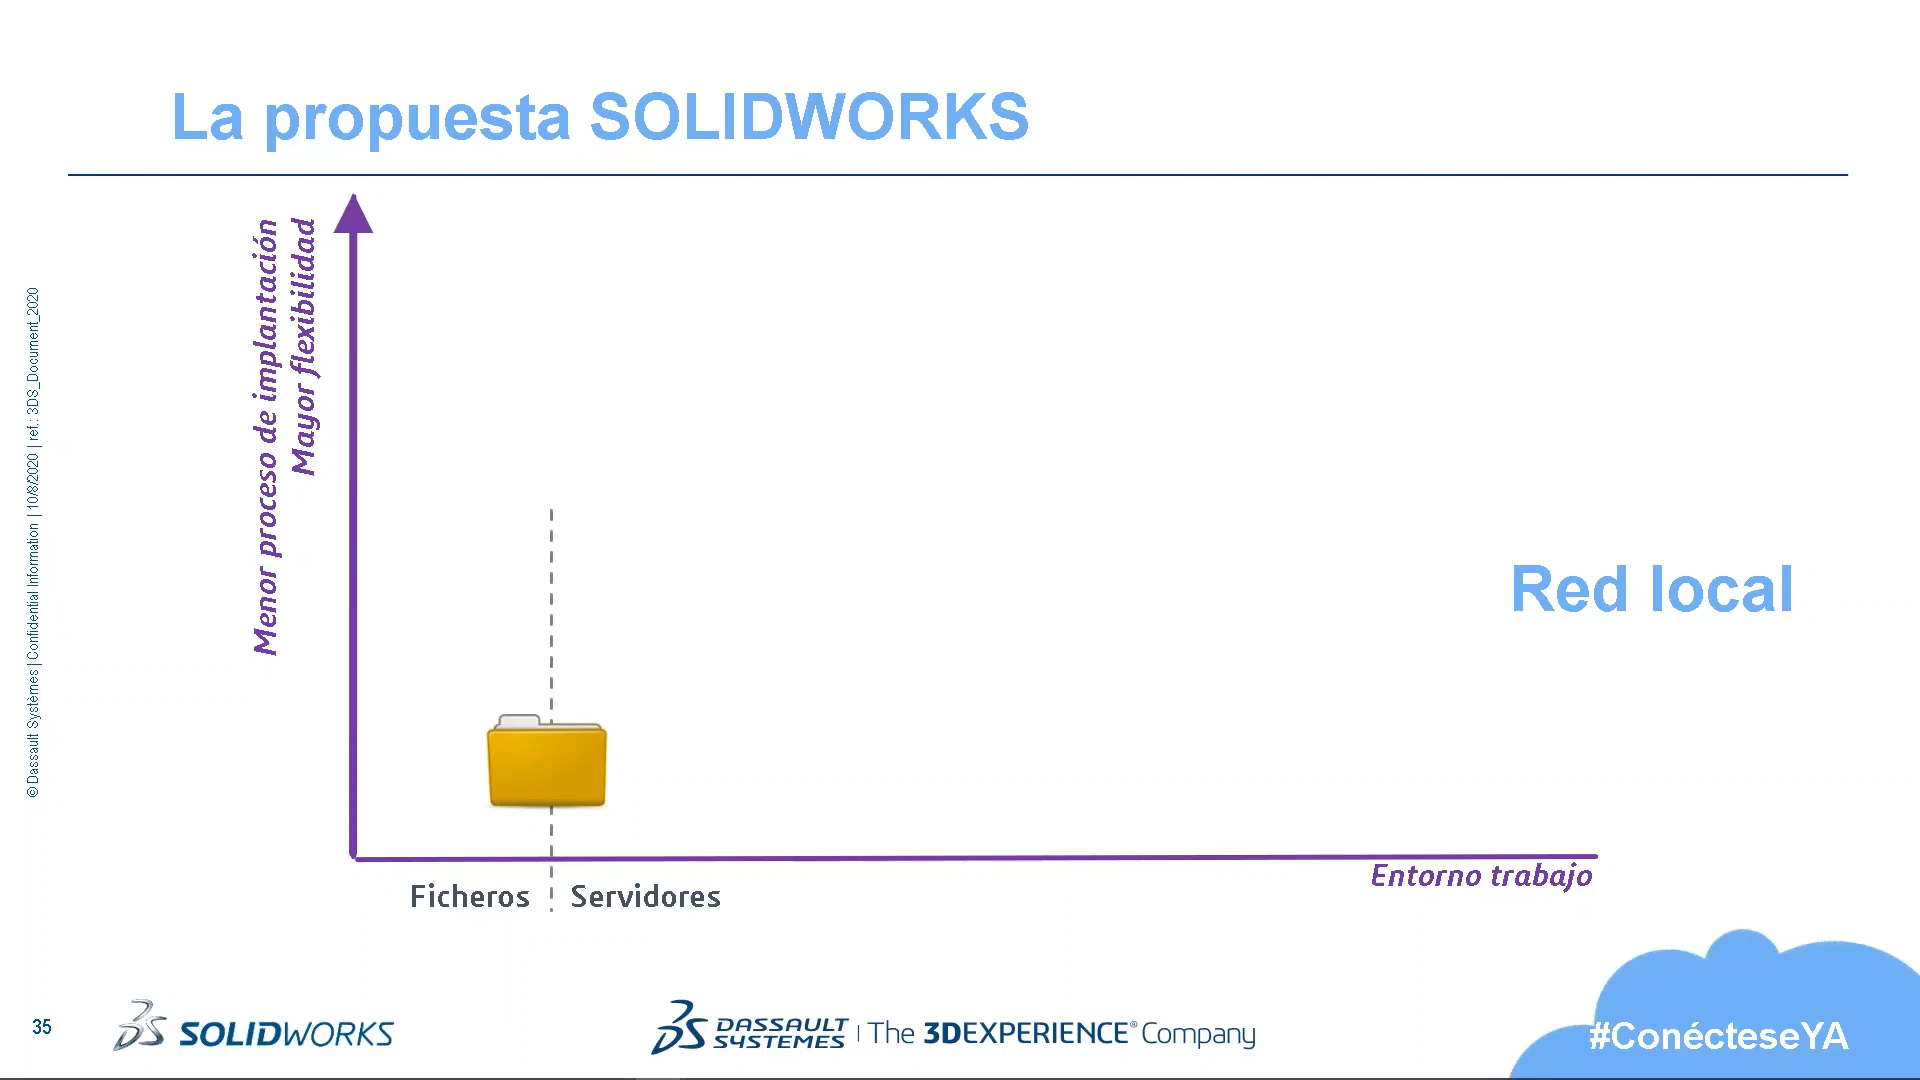 La propuesta SOLIDWORKS
Menor proceso de implantación
Mayor flexibilidad
© Dassault Systèmes | Confidential Information | 10/8/2020 | ref.: 3DS_Document_2020
Red local
Entorno trabajo
Ficheros
Servidores
35
SOLIDWORKS
DASSAULT SYSTEMES | The 3DEXPERIENCE® Company
#ConécteseYA